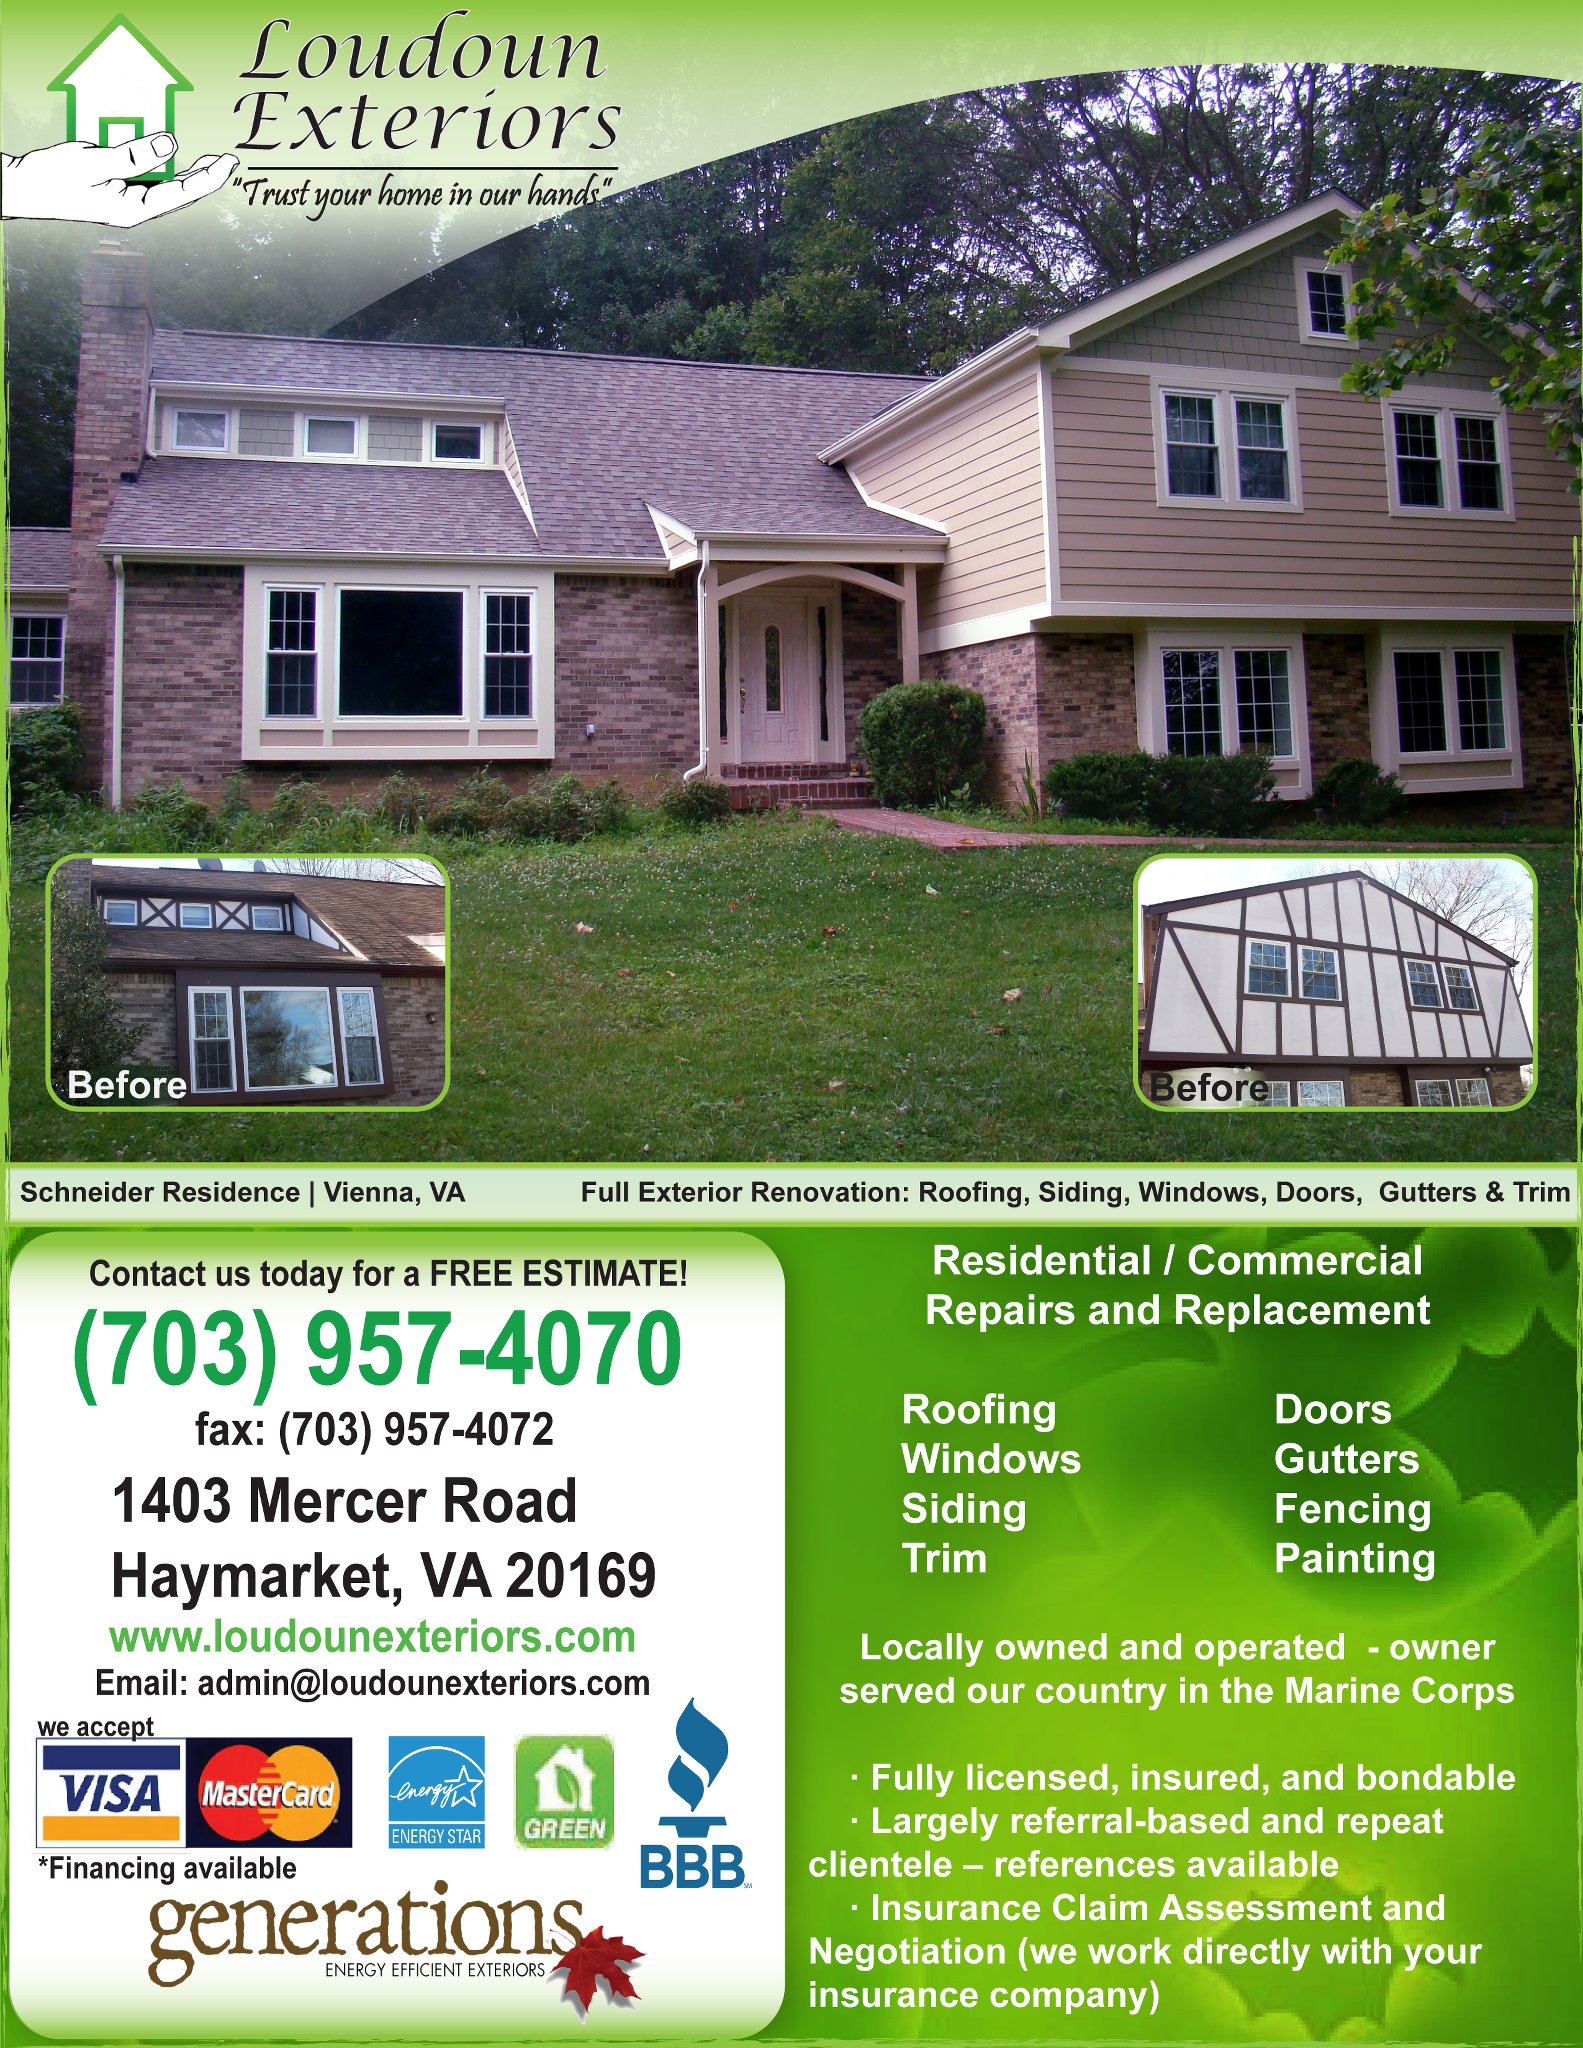 Loudoun
Exteriors
"Trust your home in our hands"
Before
Before
Schneider Residence | Vienna, VA
Full Exterior Renovation: Roofing, Siding, Windows, Doors, Gutters & Trim
Contact us today for a FREE ESTIMATE!
(703) 957-4070
fax: (703) 957-4072
1403 Mercer Road
Haymarket, VA 20169
www.loudounexteriors.com
Email: admin@loudounexteriors.com
we accept
VISA
MasterCard
energy
ENERGY STAR
GREEN
BBB
SM
*Financing available
generations
ENERGY EFFICIENT EXTERIORS
Residential / Commercial
Repairs and Replacement
Roofing
Windows
Siding
Trim
Doors
Gutters
Fencing
Painting
Locally owned and operated - owner
served our country in the Marine Corps
· Fully licensed, insured, and bondable
· Largely referral-based and repeat
clientele – references available
· Insurance Claim Assessment and
Negotiation (we work directly with your
insurance company)